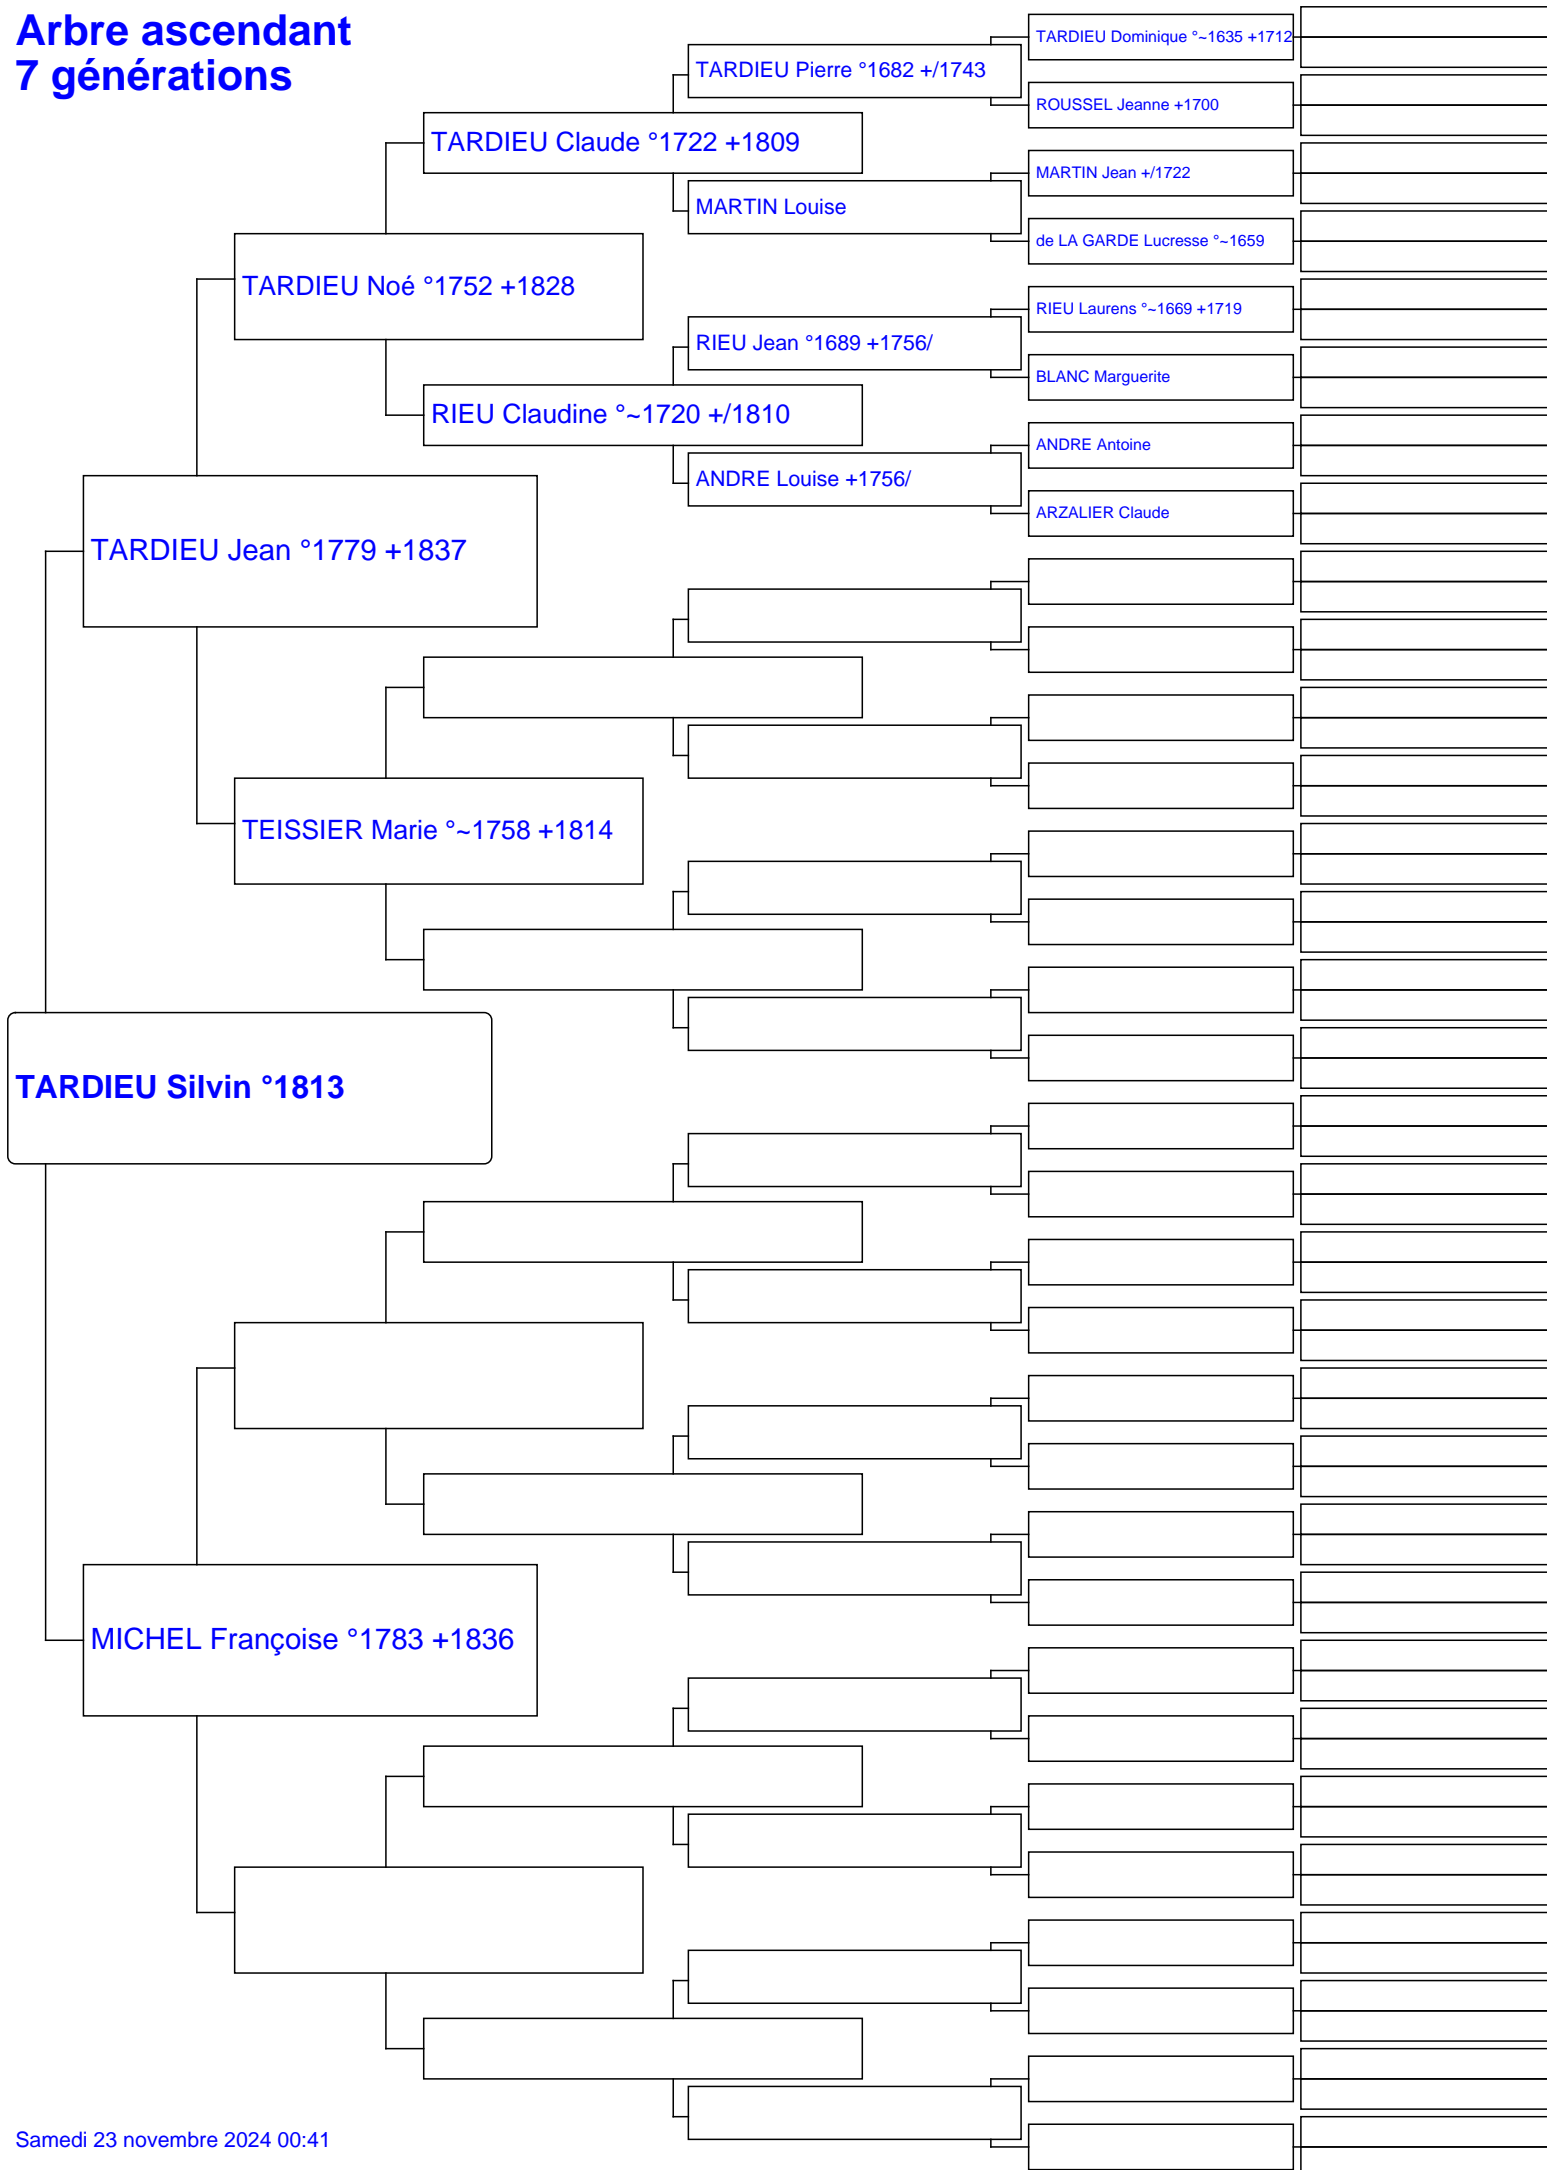 Arbre ascendant
7 générations
TARDIEU Dominique °~1635 +1712
TARDIEU Pierre °1682 +/1743
ROUSSEL Jeanne +1700
TARDIEU Claude °1722 +1809
MARTIN Jean +/1722
MARTIN Louise
de LA GARDE Lucresse °~1659
TARDIEU Noé °1752 +1828
RIEU Laurens °~1669 +1719
RIEU Jean °1689 +1756/
BLANC Marguerite
RIEU Claudine °~1720 +/1810
ANDRE Antoine
ANDRE Louise +1756/
ARZALIER Claude
TARDIEU Jean °1779 +1837
TEISSIER Marie °~1758 +1814
TARDIEU Silvin °1813
MICHEL Françoise °1783 +1836
Samedi 23 novembre 2024 00:41